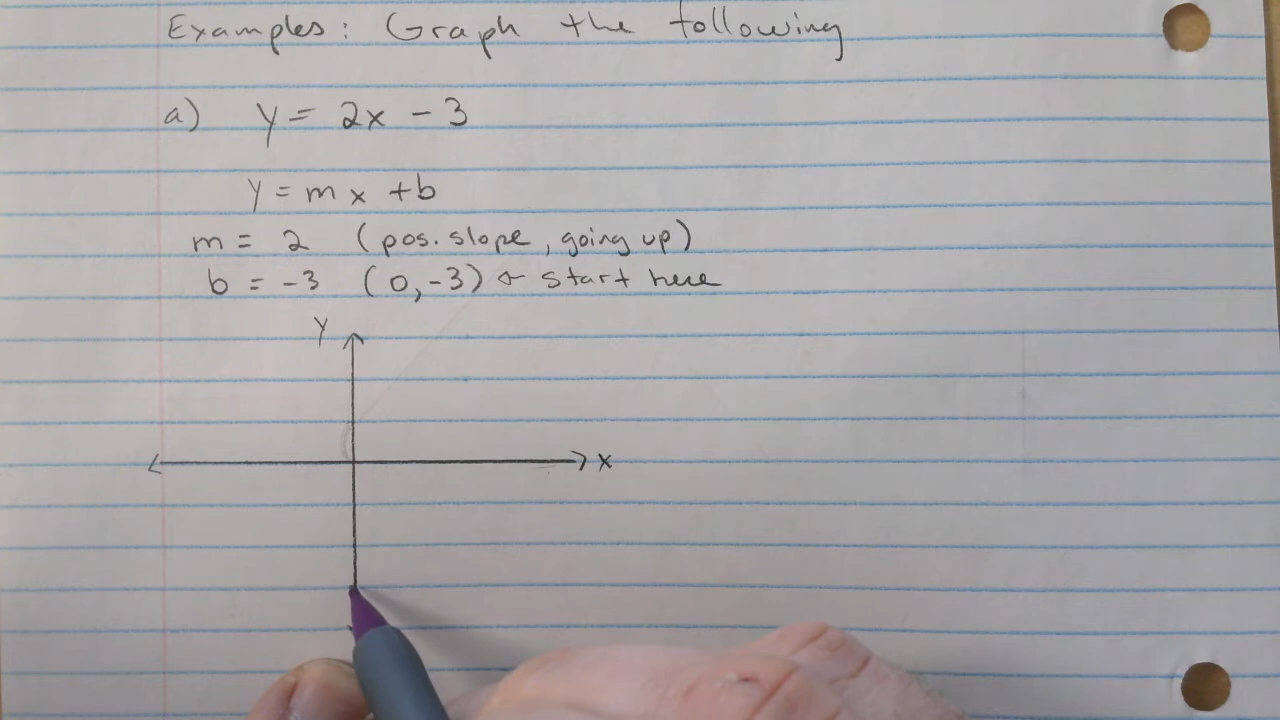 Examples: Graph the following
a) y = 2x - 3
y = mx + b
m = 2 (pos. slope, going up)
b = -3 (0,-3) ← start here
y
x